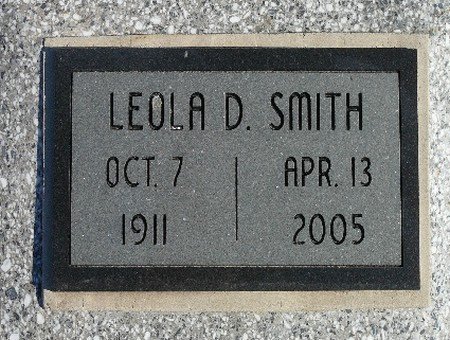 LEOLA D. SMITH
OCT. 7 APR. 13
1911 2005